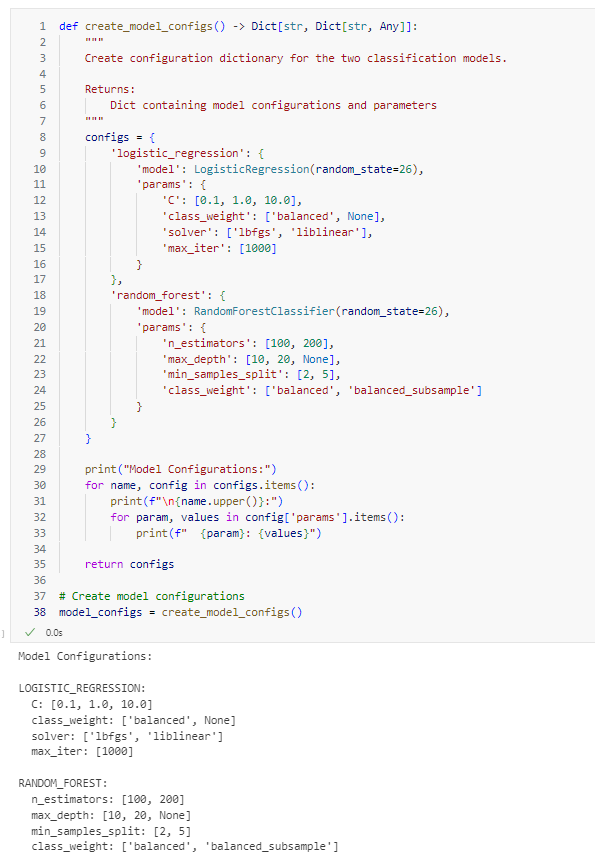 1 def create_model_configs() -> Dict[str, Dict[str, Any]]:
2     """
3     Create configuration dictionary for the two classification models.
4
5     Returns:
6         Dict containing model configurations and parameters
7     """
8     configs = {
9         'logistic_regression': {
10             'model': LogisticRegression(random_state=26),
11             'params': {
12                 'C': [0.1, 1.0, 10.0],
13                 'class_weight': ['balanced', None],
14                 'solver': ['lbfgs', 'liblinear'],
15                 'max_iter': [1000]
16             }
17         },
18         'random_forest': {
19             'model': RandomForestClassifier(random_state=26),
20             'params': {
21                 'n_estimators': [100, 200],
22                 'max_depth': [10, 20, None],
23                 'min_samples_split': [2, 5],
24                 'class_weight': ['balanced', 'balanced_subsample']
25             }
26         }
27     }
28
29     print("Model Configurations:")
30     for name, config in configs.items():
31         print(f"\n{name.upper()}:")
32         for param, values in config['params'].items():
33             print(f"  {param}: {values}")
34
35     return configs
36
37 # Create model configurations
38 model_configs = create_model_configs()
] ✓ 0.0s
Model Configurations:

LOGISTIC_REGRESSION:
  C: [0.1, 1.0, 10.0]
  class_weight: ['balanced', None]
  solver: ['lbfgs', 'liblinear']
  max_iter: [1000]

RANDOM_FOREST:
  n_estimators: [100, 200]
  max_depth: [10, 20, None]
  min_samples_split: [2, 5]
  class_weight: ['balanced', 'balanced_subsample']